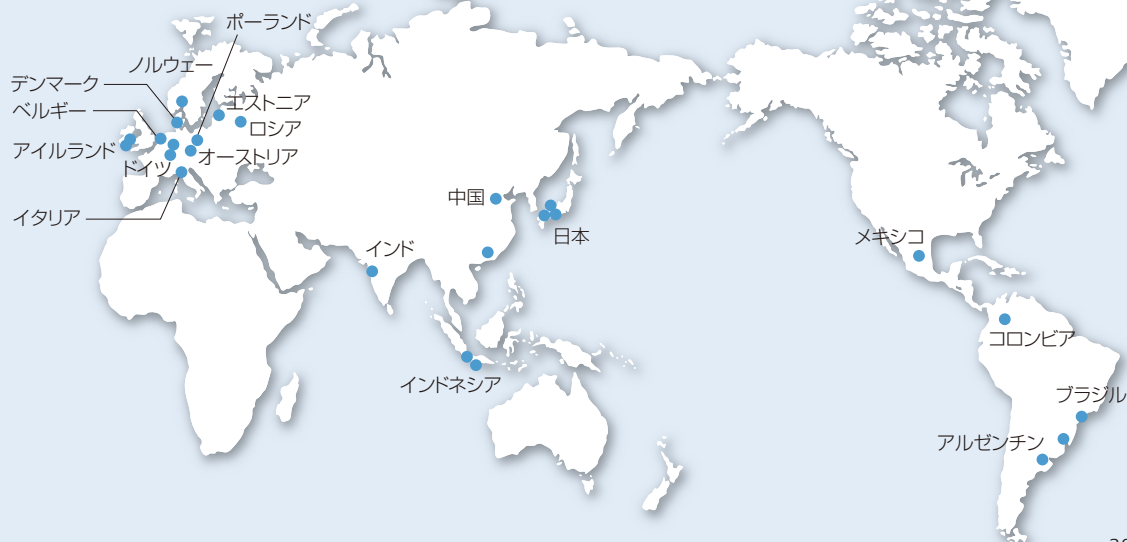 ポーランド
ノルウェー
デンマーク
エストニア
ベルギー
ロシア
アイルランド
オーストリア
ドイツ
イタリア
中国
日本
インド
メキシコ
コロンビア
インドネシア
ブラジル
アルゼンチン